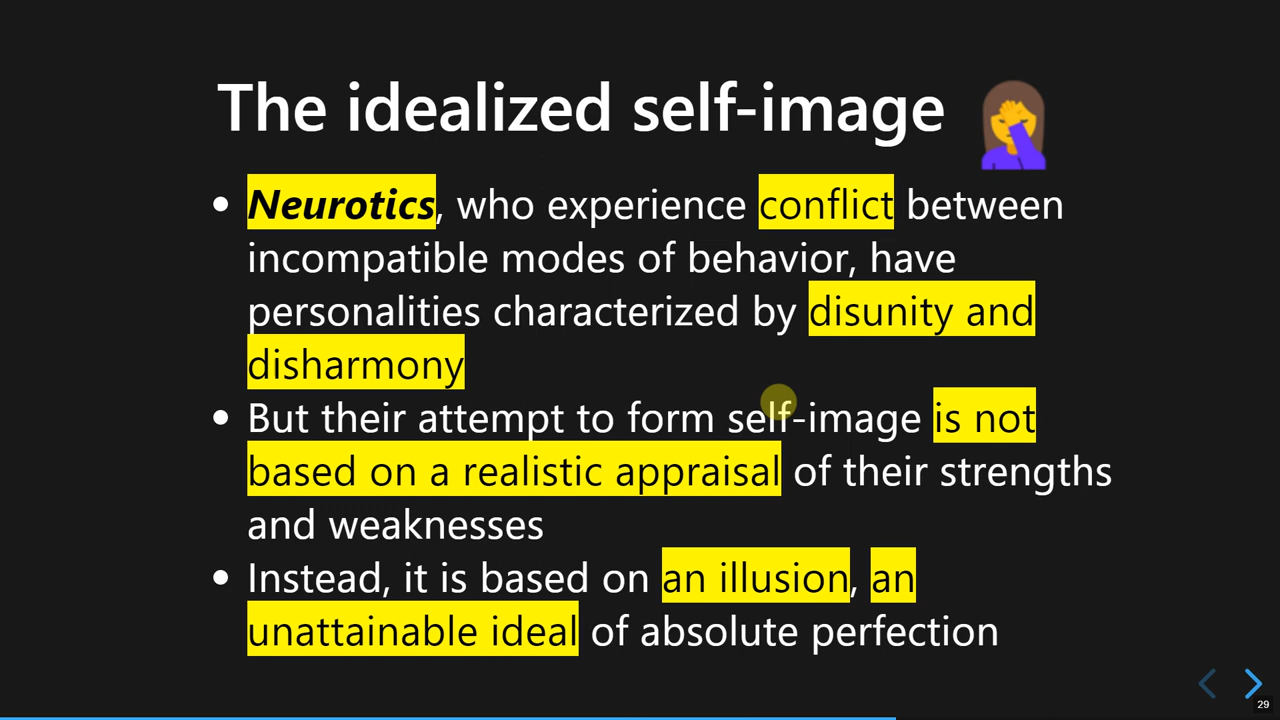 The idealized self-image
• Neurotics, who experience conflict between
incompatible modes of behavior, have
personalities characterized by disunity and
disharmony
• But their attempt to form self-image is not
based on a realistic appraisal of their strengths
and weaknesses
• Instead, it is based on an illusion, an
unattainable ideal of absolute perfection
29